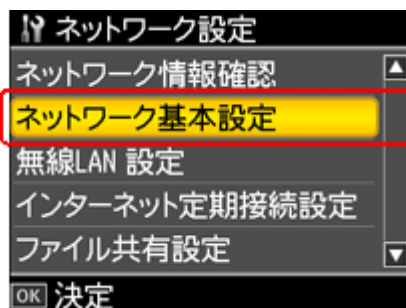 ネットワーク設定
ネットワーク情報確認
ネットワーク基本設定
無線LAN 設定
インターネット定期接続設定
ファイル共有設定
OK 決定